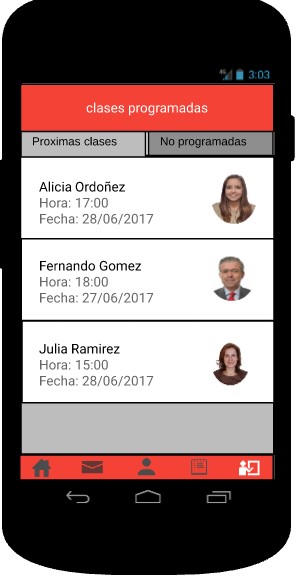 4G 3:03
clases programadas
Proximas clases No programadas
Alicia Ordoñez
Hora: 17:00
Fecha: 28/06/2017
Fernando Gomez
Hora: 18:00
Fecha: 27/06/2017
Julia Ramirez
Hora: 15:00
Fecha: 28/06/2017